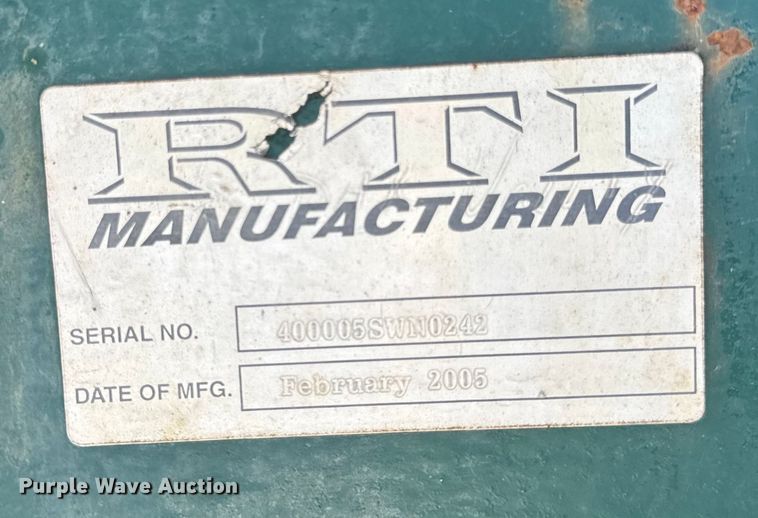 RTI
MANUFACTURING
SERIAL NO. 400005SWN0242
DATE OF MFG. February 2005
Purple Wave Auction